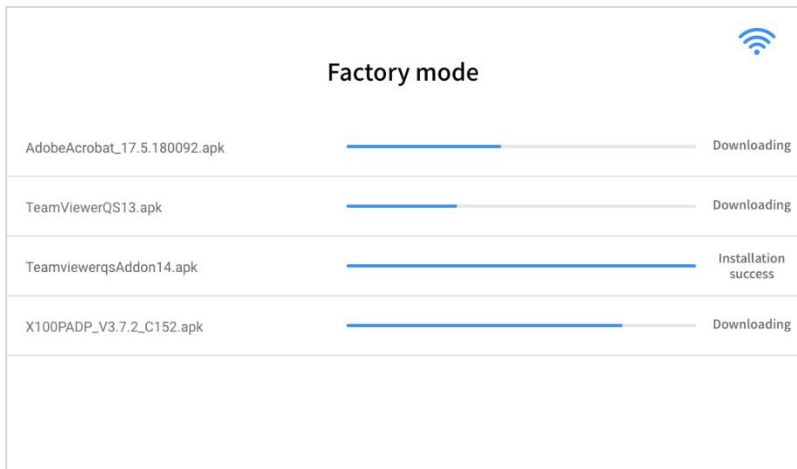 Factory mode
AdobeAcrobat_17.5.180092.apk
Downloading
TeamViewerQS13.apk
Downloading
TeamviewerqsAddon14.apk
Installation
success
X100PADP_V3.7.2_C152.apk
Downloading